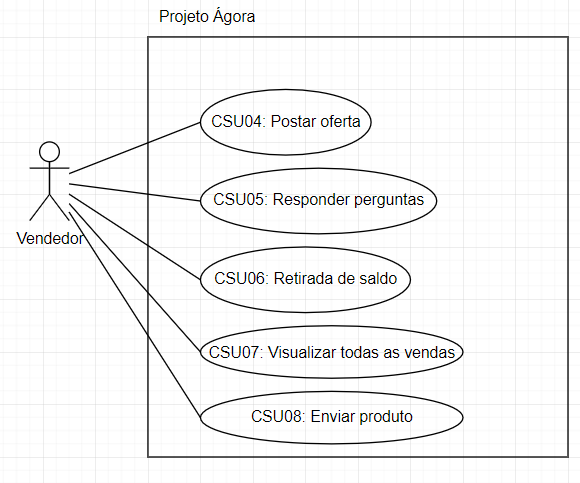 Projeto Ágora
CSU04: Postar oferta
CSU05: Responder perguntas
Vendedor
CSU06: Retirada de saldo
CSU07: Visualizar todas as vendas
CSU08: Enviar produto